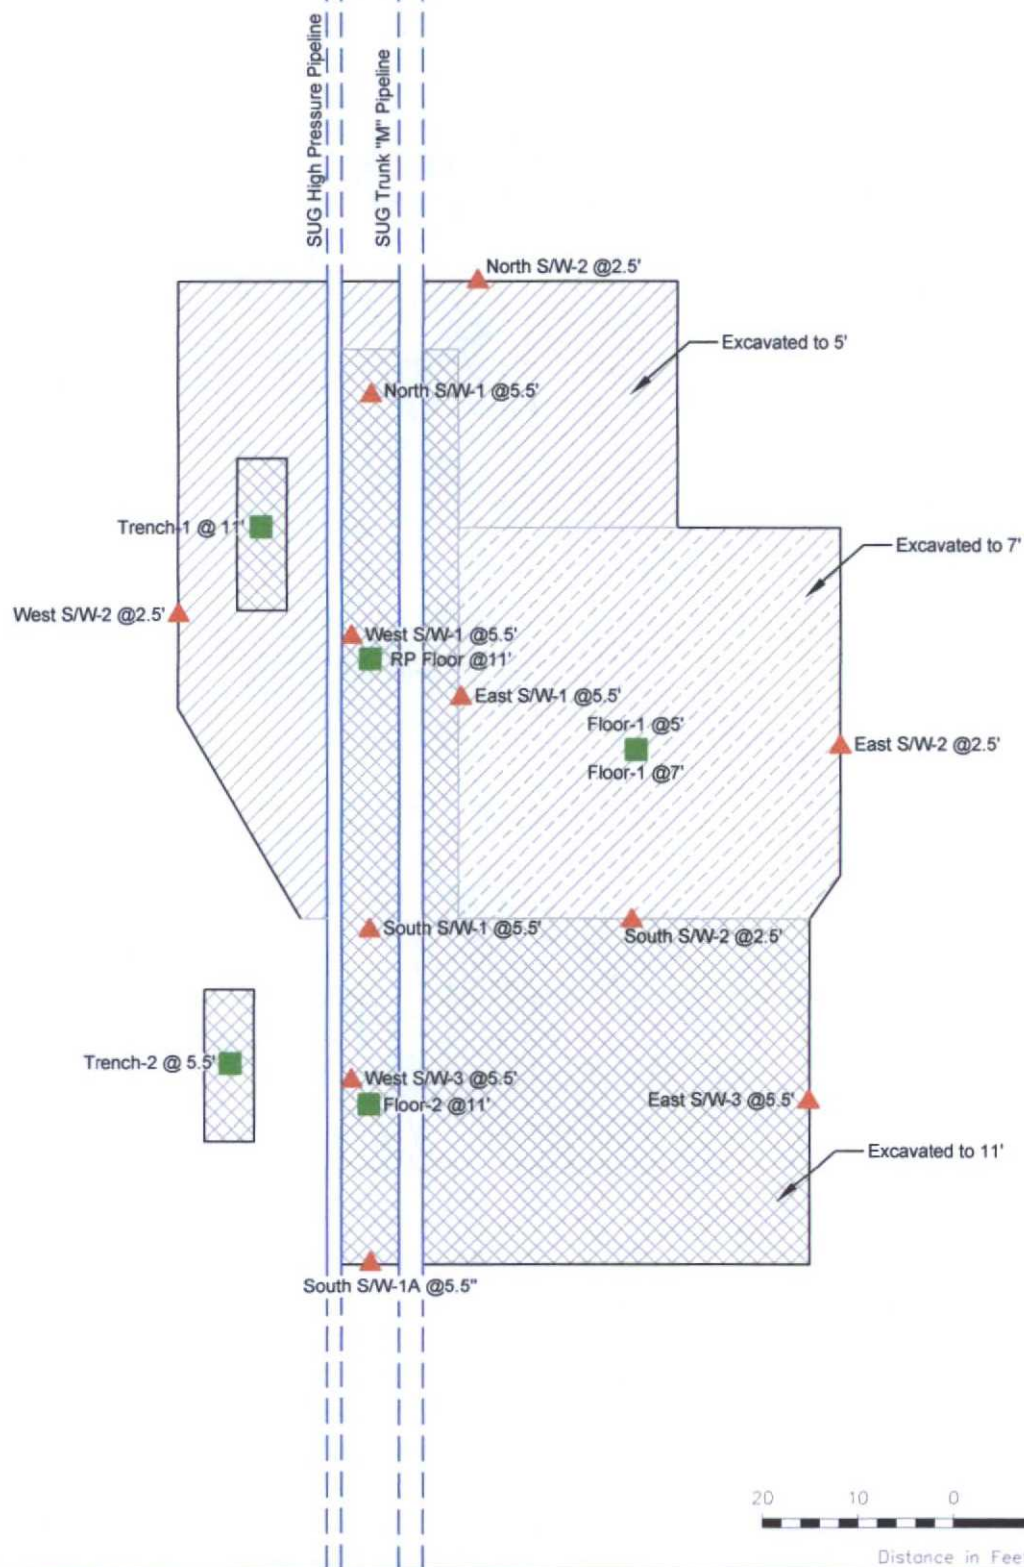 SUG High Pressure Pipeline
SUG Trunk "M" Pipeline
North S/W-2 @2.5'
Excavated to 5'
North S/W-1 @5.5'
Trench-1 @ 11'
Excavated to 7'
West S/W-2 @2.5'
West S/W-1 @5.5'
RP Floor @11'
East S/W-1 @5.5'
Floor-1 @5'
East S/W-2 @2.5'
Floor-1 @7'
South S/W-1 @5.5'
South S/W-2 @2.5'
Trench-2 @ 5.5'
West S/W-3 @5.5'
Floor-2 @11'
East S/W-3 @5.5'
Excavated to 11'
South S/W-1A @5.5"
20 10 0
Distance in Fee